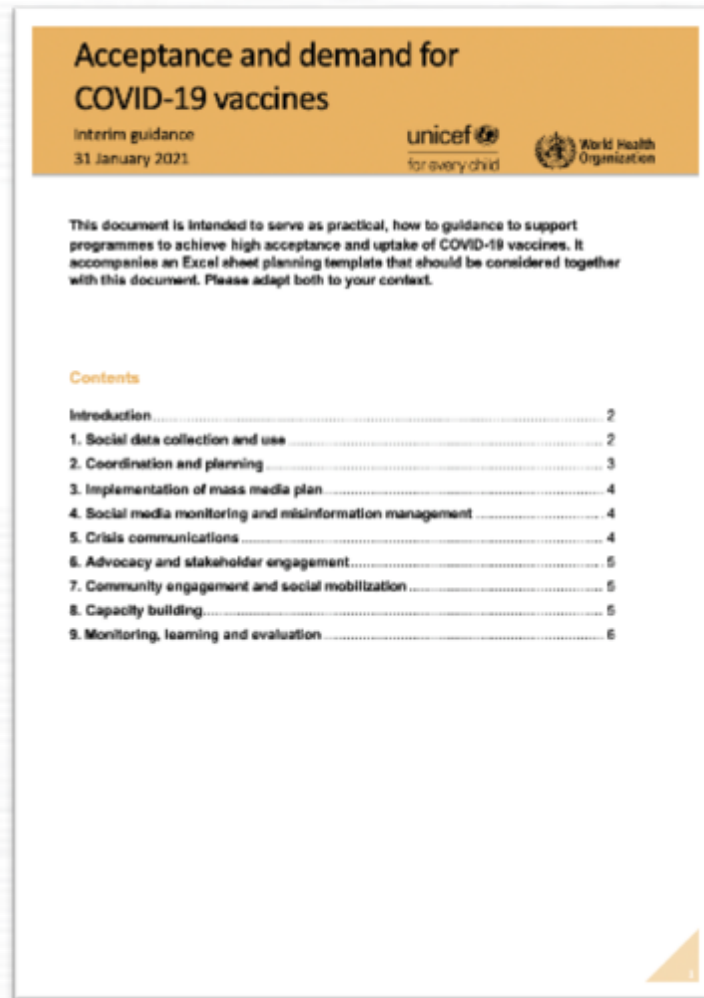 Acceptance and demand for
COVID-19 vaccines
Interim guidance
31 January 2021
unicef
for every child
World Health
Organization
This document is intended to serve as practical, how to guidance to support
programmes to achieve high acceptance and uptake of COVID-19 vaccines. It
accompanies an Excel sheet planning template that should be considered together
with this document. Please adapt both to your context.
Contents
Introduction 2
1. Social data collection and use 2
2. Coordination and planning 3
3. Implementation of mass media plan 4
4. Social media monitoring and misinformation management 4
5. Crisis communications 4
6. Advocacy and stakeholder engagement 5
7. Community engagement and social mobilization 5
8. Capacity building 5
9. Monitoring, learning and evaluation 6